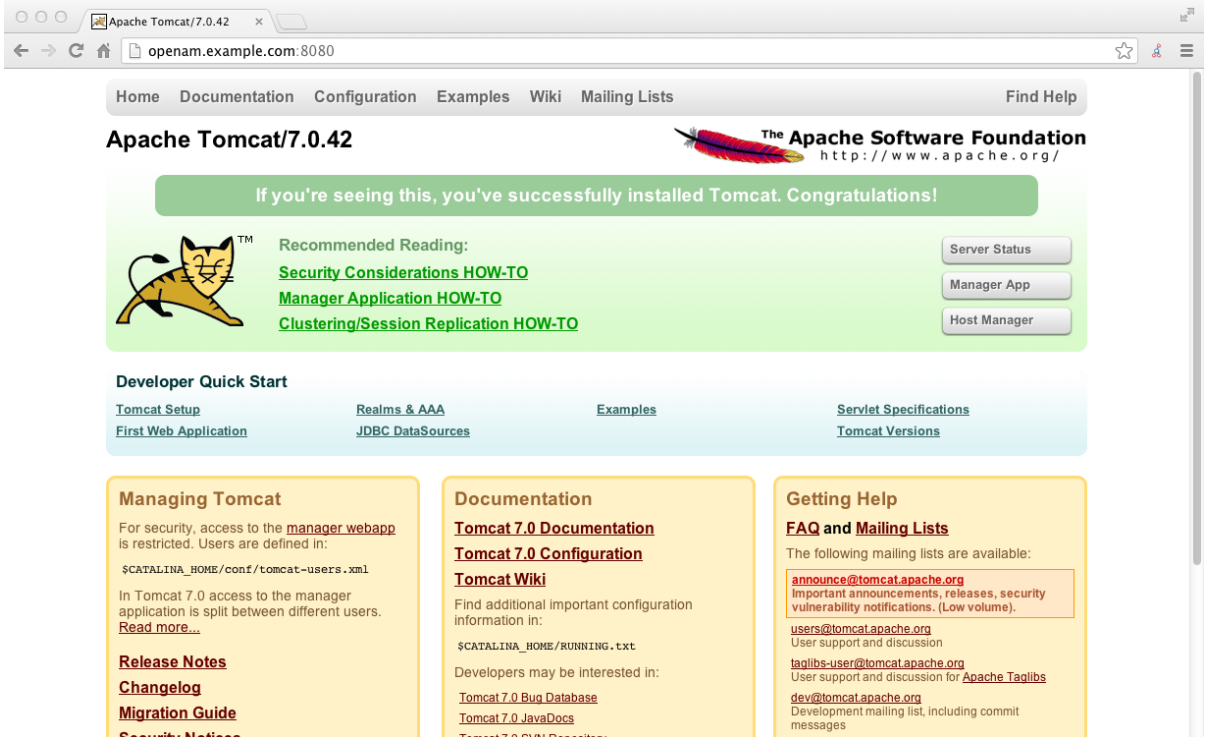 Apache Tomcat/7.0.42
openam.example.com:8080
Home Documentation Configuration Examples Wiki Mailing Lists Find Help
Apache Tomcat/7.0.42
The Apache Software Foundation
http://www.apache.org/
If you're seeing this, you've successfully installed Tomcat. Congratulations!
TM
Recommended Reading:
Security Considerations HOW-TO
Manager Application HOW-TO
Clustering/Session Replication HOW-TO
Server Status
Manager App
Host Manager
Developer Quick Start
Tomcat Setup
First Web Application
Realms & AAA
JDBC DataSources
Examples
Servlet Specifications
Tomcat Versions
Managing Tomcat
For security, access to the manager webapp
is restricted. Users are defined in:
$CATALINA_HOME/conf/tomcat-users.xml
In Tomcat 7.0 access to the manager
application is split between different users.
Read more...
Release Notes
Changelog
Migration Guide
Security Notices
Documentation
Tomcat 7.0 Documentation
Tomcat 7.0 Configuration
Tomcat Wiki
Find additional important configuration
information in:
$CATALINA_HOME/RUNNING.txt
Developers may be interested in:
Tomcat 7.0 Bug Database
Tomcat 7.0 JavaDocs
Tomcat 7.0 SVN Repository
Getting Help
FAQ and Mailing Lists
The following mailing lists are available:
announce@tomcat.apache.org
Important announcements, releases, security
vulnerability notifications. (Low volume).
users@tomcat.apache.org
User support and discussion
taglibs-user@tomcat.apache.org
User support and discussion for Apache Taglibs
dev@tomcat.apache.org
Development mailing list, including commit
messages